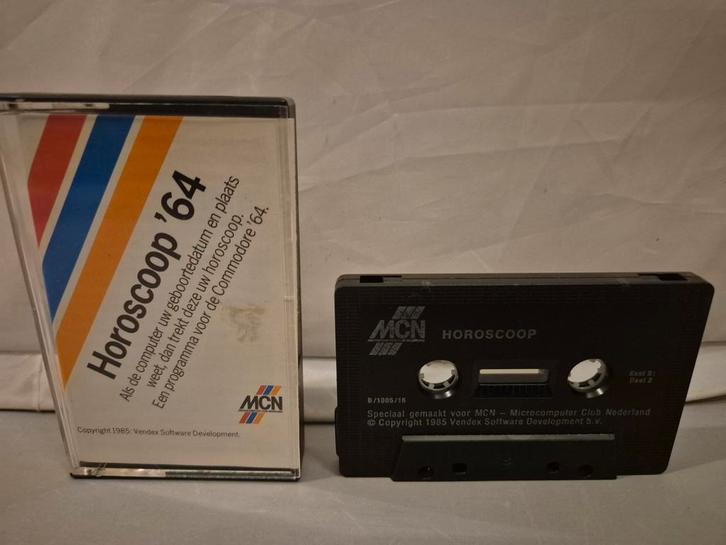 Horoscoop '64
Als de computer uw geboortedatum en plaats
weet, dan trekt deze uw horoscoop.
Een programma voor de Commodore '64.
MCN
Copyright 1985: Vendex Software Development.
MCN
HOROSCOOP
B/1005/16
Kant B:
Deel 2
Speciaal gemaakt voor MCN – Microcomputer Club Nederland
© Copyright 1985 Vendex Software Development b.v.